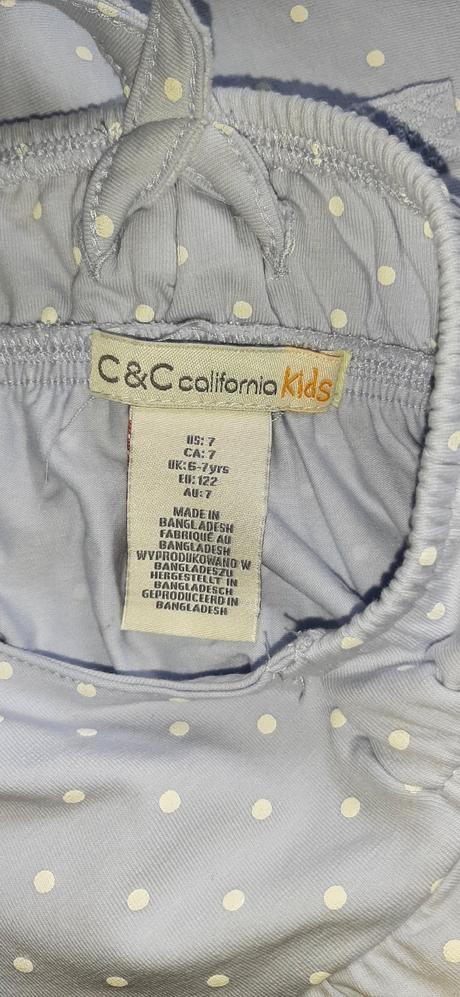 C&C california Kids
US: 7
CA: 7
UK: 6-7yrs
EU: 122
AU: 7
MADE IN
BANGLADESH
FABRIQUÉ AU
BANGLADESH
WYPRODUKOWANO W
BANGLADESZU
HERGESTELLT IN
BANGLADESCH
GEPRODUCEERD IN
BANGLADESH